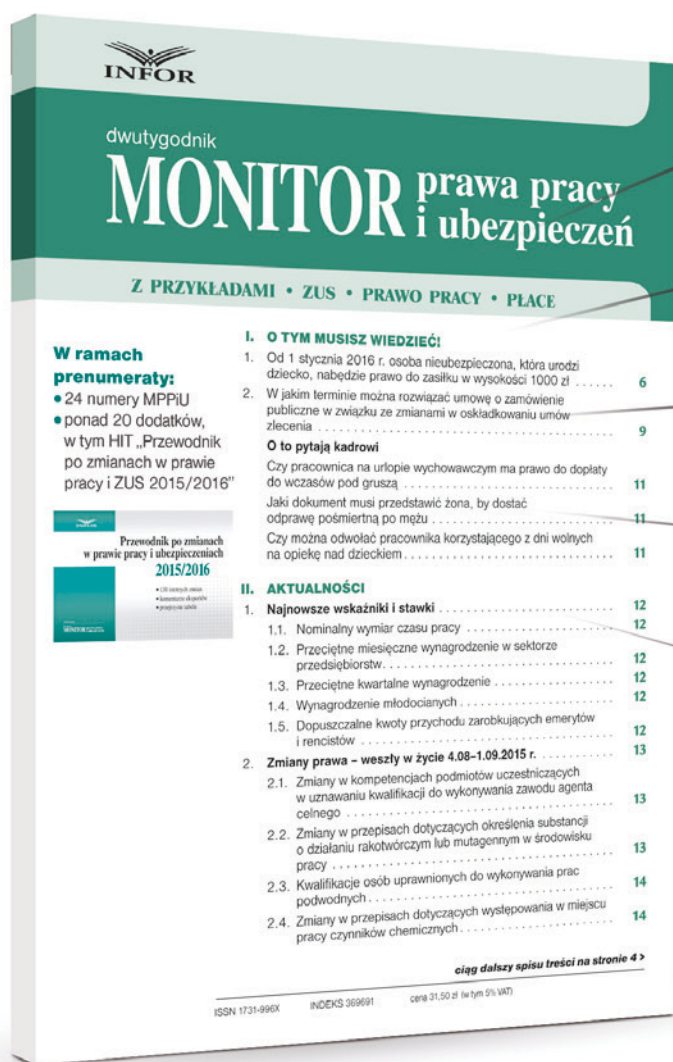 INFOR
dwutygodnik
MONITOR prawa pracy
i ubezpieczeń
Z PRZYKŁADAMI • ZUS • PRAWO PRACY • PŁACE
W ramach
prenumeraty:
• 24 numery MPPiU
• ponad 20 dodatków,
w tym HIT „Przewodnik
po zmianach w prawie
pracy i ZUS 2015/2016”
INFOR
Przewodnik po zmianach
w prawie pracy i ubezpieczeniach
2015/2016
MONITOR
I. O TYM MUSISZ WIEDZIEĆ!
1. Od 1 stycznia 2016 r. osoba nieubezpieczona, która urodzi
dziecko, nabędzie prawo do zasiłku w wysokości 1000 zł ...... 6
2. W jakim terminie można rozwiązać umowę o zamówienie
publiczne w związku ze zmianami w oskładkowaniu umów
zlecenia ........ 9
O to pytają kadrowi
Czy pracownica na urlopie wychowawczym ma prawo do dopłaty
do wczasów pod gruszą ........ 11
Jaki dokument musi przedstawić żona, by dostać
odprawę pośmiertną po mężu ........ 11
Czy można odwołać pracownika korzystającego z dni wolnych
na opiekę nad dzieckiem ........ 11
II. AKTUALNOŚCI
1. Najnowsze wskaźniki i stawki ........ 12
1.1. Nominalny wymiar czasu pracy ........ 12
1.2. Przeciętne miesięczne wynagrodzenie w sektorze
przedsiębiorstw ........ 12
1.3. Przeciętne kwartalne wynagrodzenie ........ 12
1.4. Wynagrodzenie młodocianych ........ 12
1.5. Dopuszczalne kwoty przychodu zarobkujących emerytów
i rencistów ........ 12
2. Zmiany prawa – weszły w życie 4.08–1.09.2015 r. ........ 13
2.1. Zmiany w kompetencjach podmiotów uczestniczących
w uznawaniu kwalifikacji do wykonywania zawodu agenta
celnego ........ 13
2.2. Zmiany w przepisach dotyczących określenia substancji
o działaniu rakotwórczym lub mutagennym w środowisku
pracy ........ 13
2.3. Kwalifikacje osób uprawnionych do wykonywania prac
podwodnych ........ 14
2.4. Zmiany w przepisach dotyczących występowania w miejscu
pracy czynników chemicznych ........ 14
ciąg dalszy spisu treści na stronie 4 >
ISSN 1731-996X INDEKS 369691 cena 31,50 zł (w tym 5% VAT)